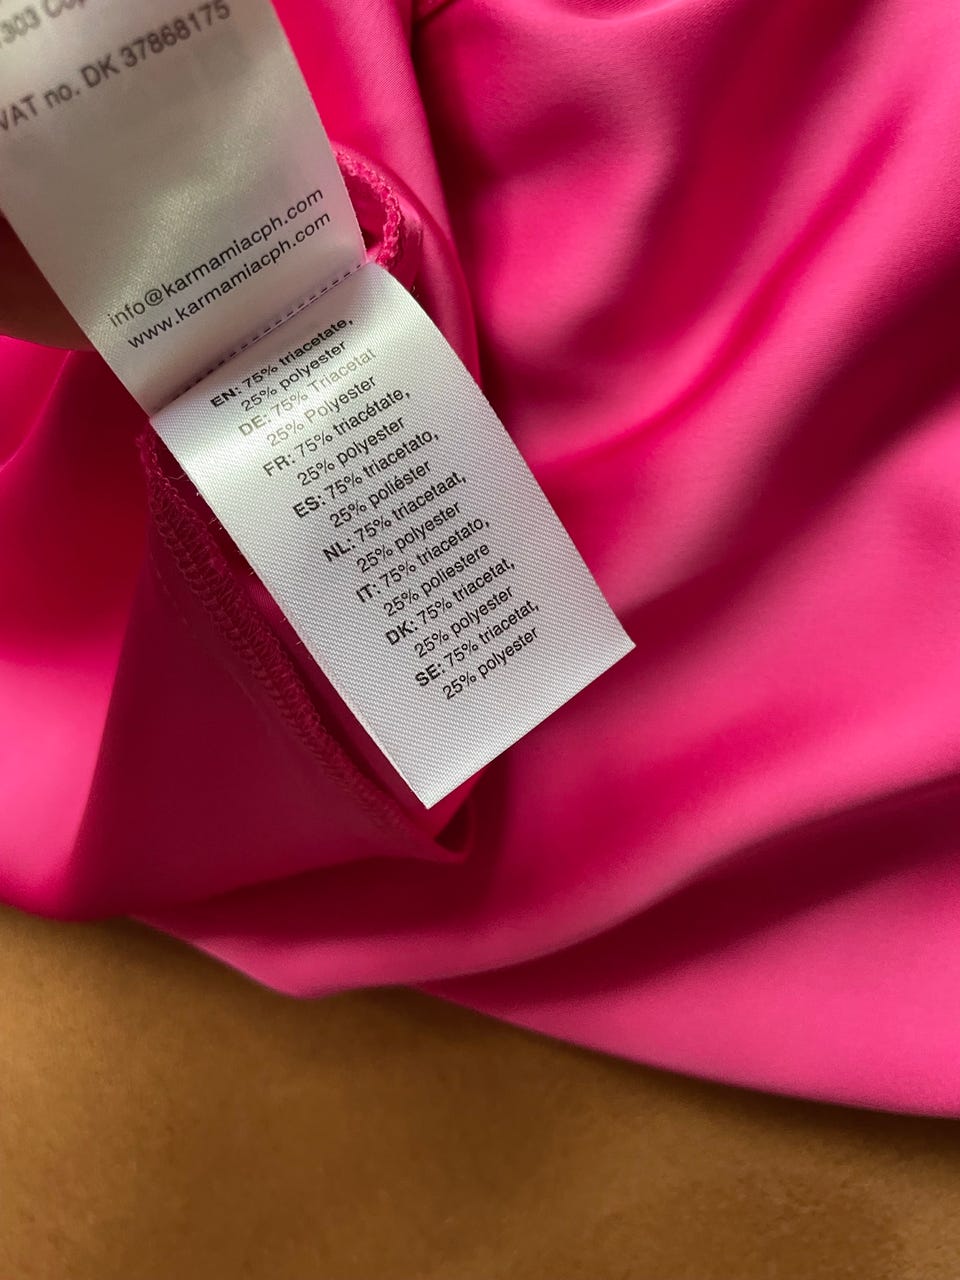 1303 Cop
VAT no. DK 37868175
info@karmamiacph.com
www.karmamiacph.com
EN: 75% triacetate,
25% polyester
DE: 75% Triacetat
25% Polyester
FR: 75% triacétate,
25% polyester
ES: 75% triacetato,
25% poliéster
NL: 75% triacetaat,
25% polyester
IT: 75% triacetato,
25% poliestere
DK: 75% triacetat,
25% polyester
SE: 75% triacetat,
25% polyester